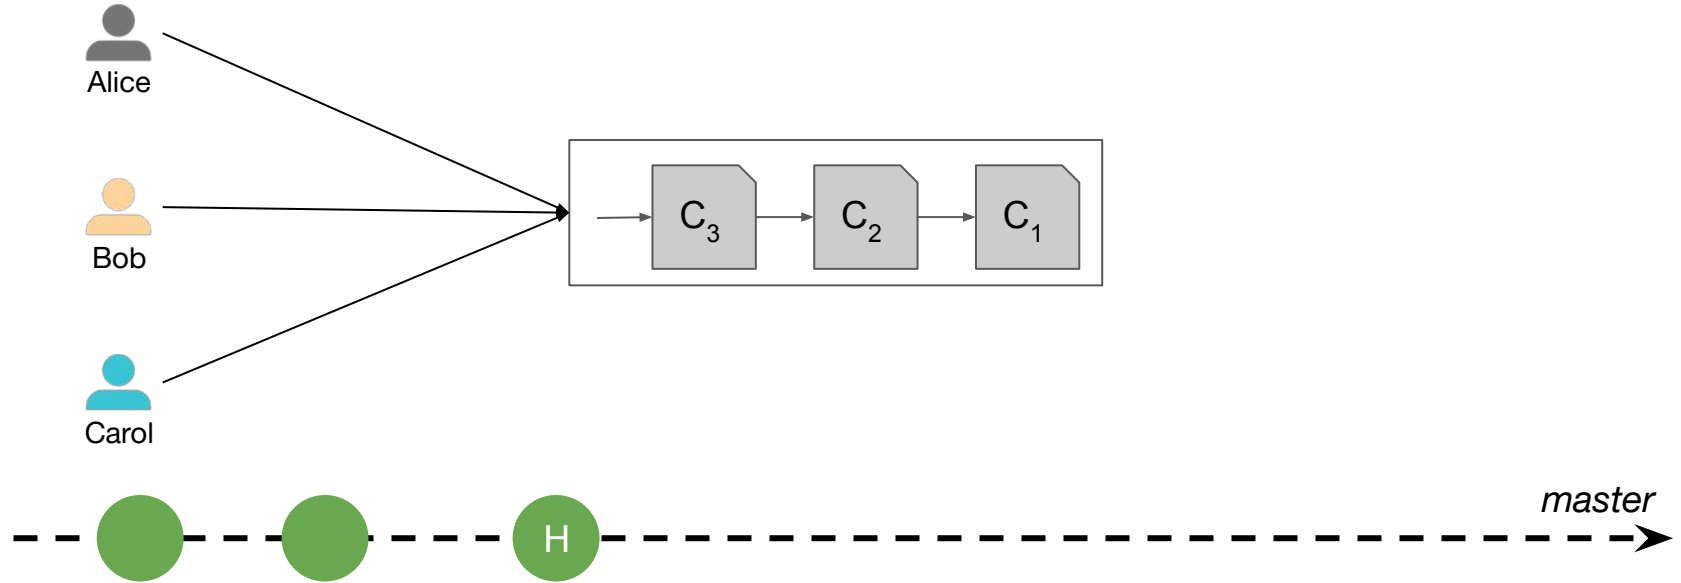 Alice
Bob
Carol
C₃
C₂
C₁
master
H